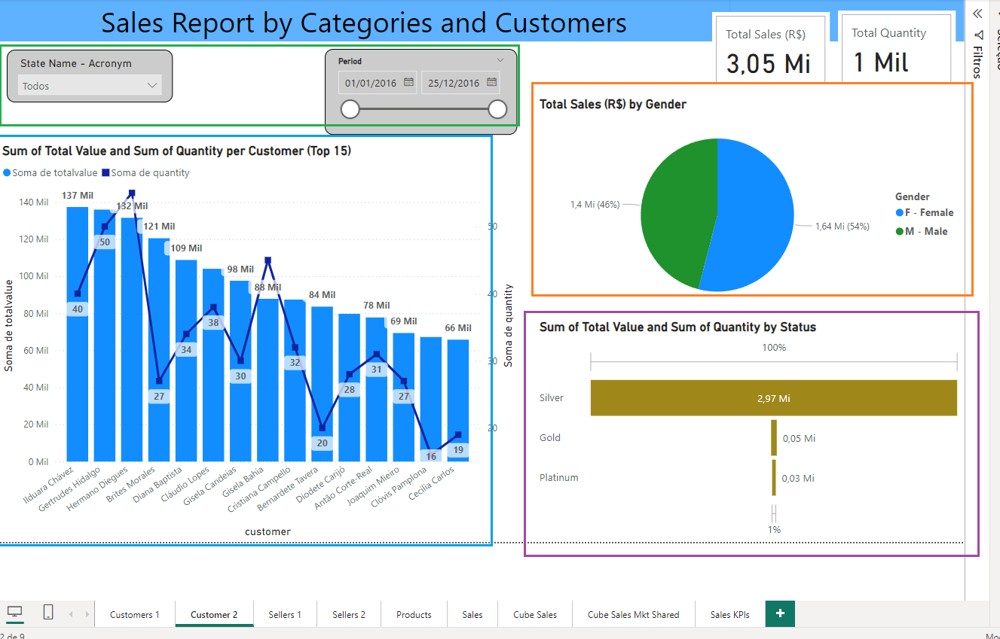 Sales Report by Categories and Customers
Total Sales (R$)
3,05 Mi
Total Quantity
1 Mil
Filtros
State Name - Acronym
Todos
Period
01/01/2016
25/12/2016
Sum of Total Value and Sum of Quantity per Customer (Top 15)
Soma de totalvalue
Soma de quantity
Soma de totalvalue
140 Mil
120 Mil
100 Mil
80 Mil
60 Mil
40 Mil
20 Mil
0 Mil
137 Mil
132 Mil
121 Mil
109 Mil
98 Mil
88 Mil
84 Mil
78 Mil
69 Mil
66 Mil
40
50
27
34
38
30
32
20
28
31
27
16
19
50
40
30
20
Soma de quantity
Ilduara Chávez
Gertrudes Hidalgo
Hermano Diegues
Brites Morales
Diana Baptista
Cláudio Lopes
Gisela Candeias
Gisela Bahia
Cristiana Campello
Bernardete Tavera
Diodete Carijó
Antão Corte-Real
Joaquim Mieiro
Clóvis Pamplona
Cecília Carlos
customer
Total Sales (R$) by Gender
1,4 Mi (46%)
1,64 Mi (54%)
Gender
F - Female
M - Male
Sum of Total Value and Sum of Quantity by Status
100%
Silver
2,97 Mi
Gold
0,05 Mi
Platinum
0,03 Mi
1%
Customers 1
Customer 2
Sellers 1
Sellers 2
Products
Sales
Cube Sales
Cube Sales Mkt Shared
Sales KPIs
+
2 de 9